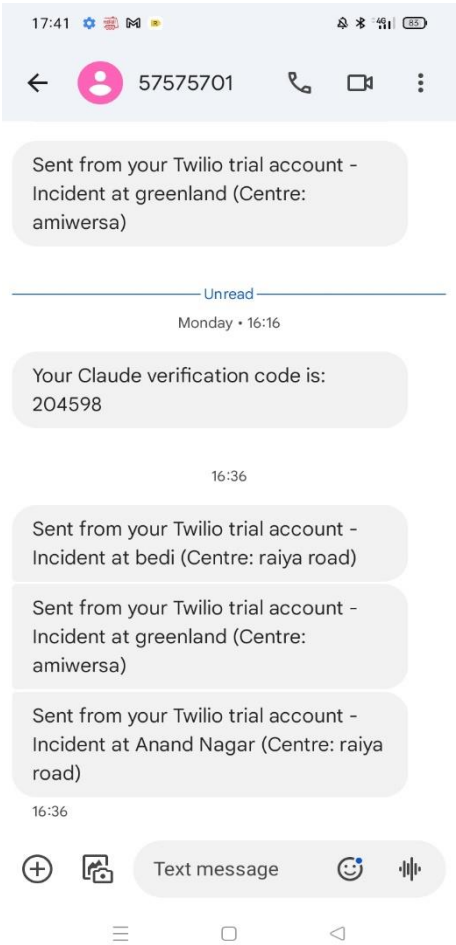 17:41
4G
85
57575701
Sent from your Twilio trial account -
Incident at greenland (Centre:
amiwersa)
Unread
Monday • 16:16
Your Claude verification code is:
204598
16:36
Sent from your Twilio trial account -
Incident at bedi (Centre: raiya road)
Sent from your Twilio trial account -
Incident at greenland (Centre:
amiwersa)
Sent from your Twilio trial account -
Incident at Anand Nagar (Centre: raiya
road)
16:36
Text message